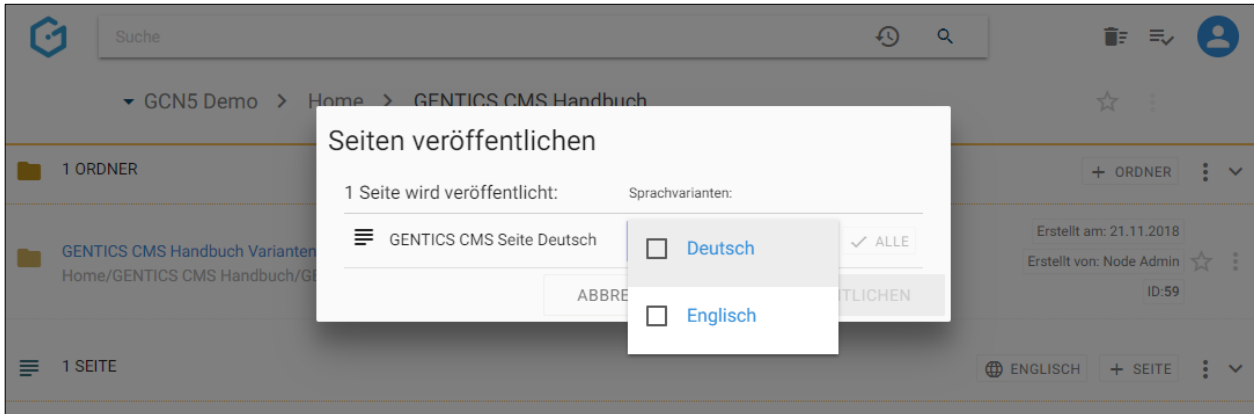 Suche
GCN5 Demo > Home > GENTICS CMS Handbuch
Seiten veröffentlichen
1 ORDNER
+ ORDNER
1 Seite wird veröffentlicht:
Sprachvarianten:
GENTICS CMS Seite Deutsch
ALLE
Deutsch
Englisch
ABBRE
TLICHEN
GENTICS CMS Handbuch Varianten
Home/GENTICS CMS Handbuch/GE
Erstellt am: 21.11.2018
Erstellt von: Node Admin
ID:59
1 SEITE
ENGLISCH
+ SEITE